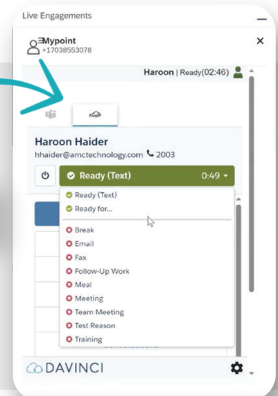 Live Engagements
Mypoint
+17038553078
Haroon | Ready(02:46)
Haroon Haider
hhaider@amctechnology.com 2003
Ready (Text) 0:49
Ready (Text)
Ready for...
Break
Email
Fax
Follow-Up Work
Meal
Meeting
Team Meeting
Test Reason
Training
DAVINCI